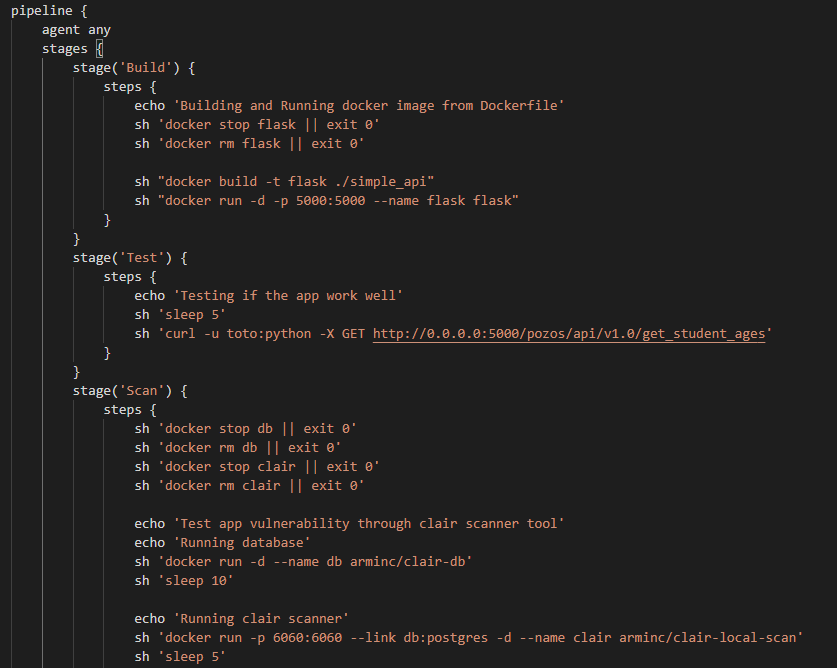 pipeline {
agent any
stages {
stage('Build') {
steps {
echo 'Building and Running docker image from Dockerfile'
sh 'docker stop flask || exit 0'
sh 'docker rm flask || exit 0'
sh "docker build -t flask ./simple_api"
sh "docker run -d -p 5000:5000 --name flask flask"
}
}
stage('Test') {
steps {
echo 'Testing if the app work well'
sh 'sleep 5'
sh 'curl -u toto:python -X GET http://0.0.0.0:5000/pozos/api/v1.0/get_student_ages'
}
}
stage('Scan') {
steps {
sh 'docker stop db || exit 0'
sh 'docker rm db || exit 0'
sh 'docker stop clair || exit 0'
sh 'docker rm clair || exit 0'
echo 'Test app vulnerability through clair scanner tool'
echo 'Running database'
sh 'docker run -d --name db arminc/clair-db'
sh 'sleep 10'
echo 'Running clair scanner'
sh 'docker run -p 6060:6060 --link db:postgres -d --name clair arminc/clair-local-scan'
sh 'sleep 5'